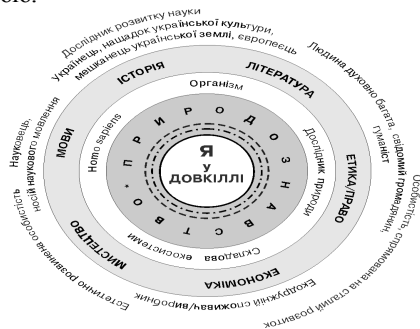 ою.
Дослідник розвитку науки
Українець, нащадок української культури,
мешканець української землі, європеєць
Людина духовно багата, свідомий громадянин,
гуманіст
Особистість, спрямована на сталий розвиток
Екодружній споживач/виробник
Естетично розвинена особистість
Науковець,
носій наукового мовлення
ІСТОРІЯ
ЛІТЕРАТУРА
ЕТИКА/ПРАВО
ЕКОНОМІКА
МИСТЕЦТВО
МОВИ
Організм
Дослідник природи
Складова екосистеми
Homo sapiens
ПРИРОДОЗНАВСТВО
Я
У
ДОВКІЛЛІ